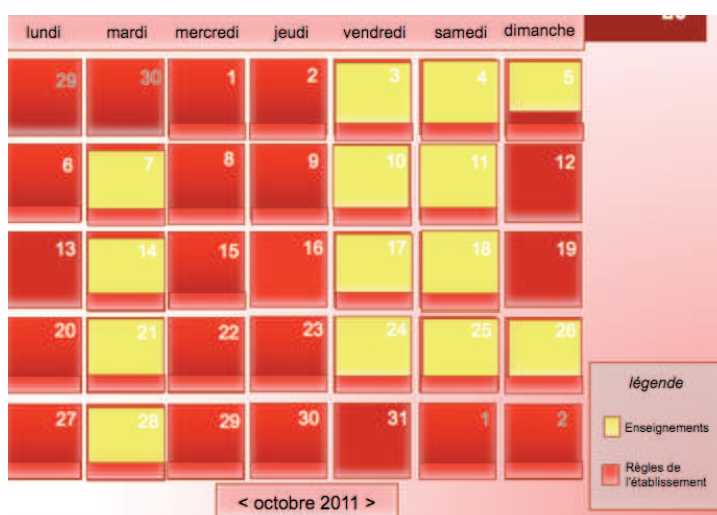 lundi mardi mercredi jeudi vendredi samedi dimanche
29 30 1 2 3 4 5
6 7 8 9 10 11 12
13 14 15 16 17 18 19
20 21 22 23 24 25 26
27 28 29 30 31 1 2
légende
Enseignements
Règles de
l'établissement
< octobre 2011 >